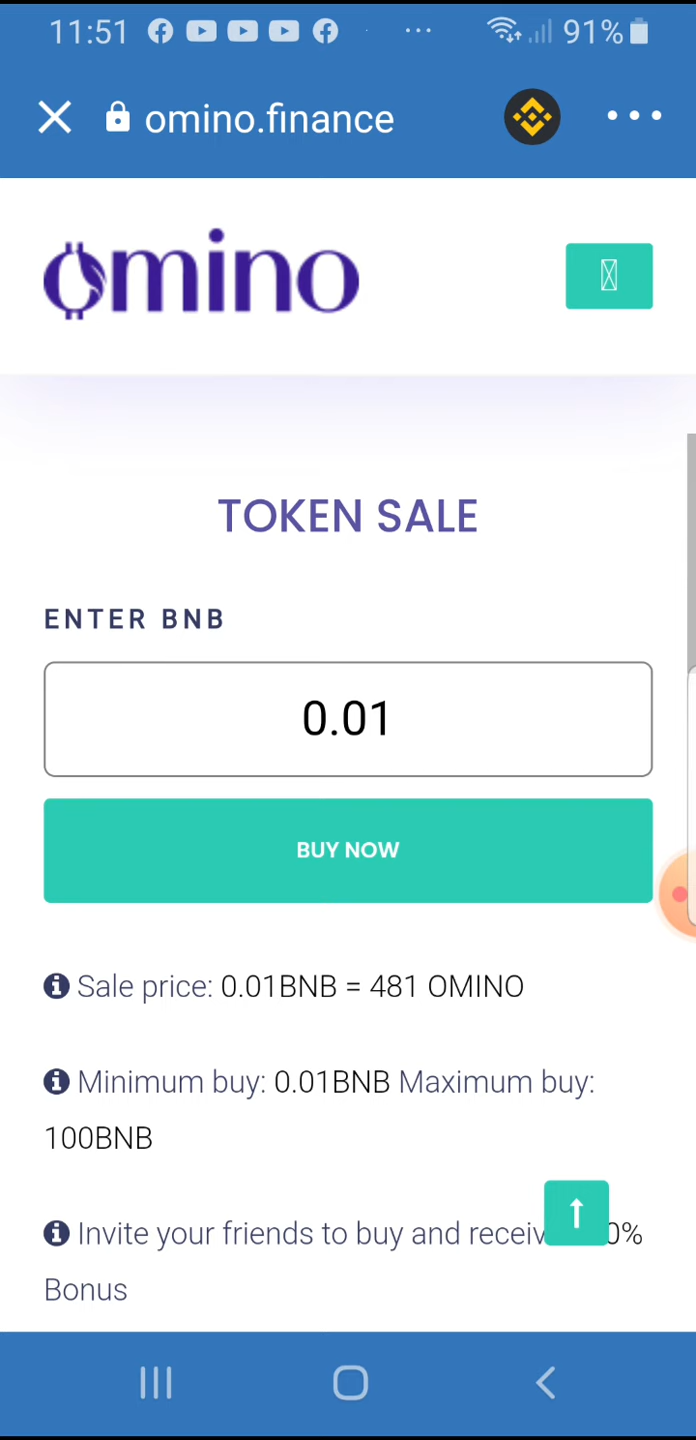 11:51 ... 91%
omino.finance
omino
TOKEN SALE
ENTER BNB
0.01
BUY NOW
Sale price: 0.01BNB = 481 OMINO
Minimum buy: 0.01BNB Maximum buy:
100BNB
Invite your friends to buy and 0%
Bonus